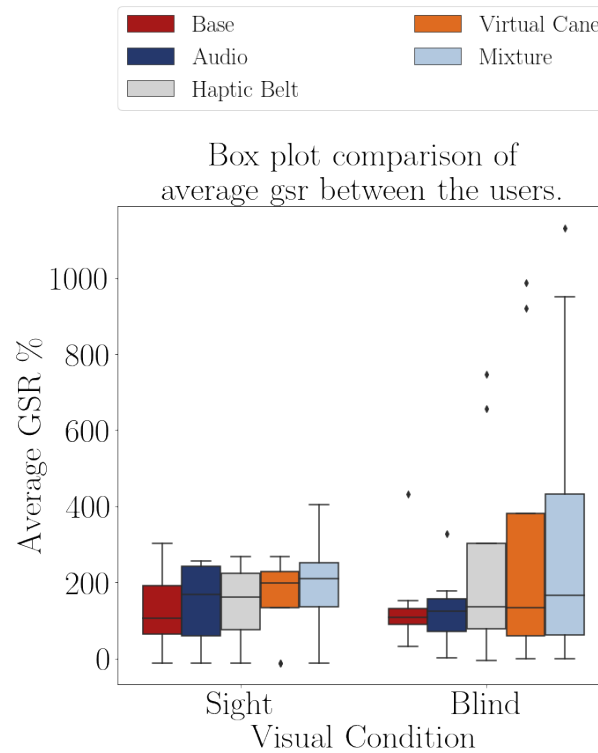 Base
Audio
Haptic Belt
Virtual Cane
Mixture
Box plot comparison of
average gsr between the users.
Average GSR %
1000
800
600
400
200
0
Sight
Blind
Visual Condition